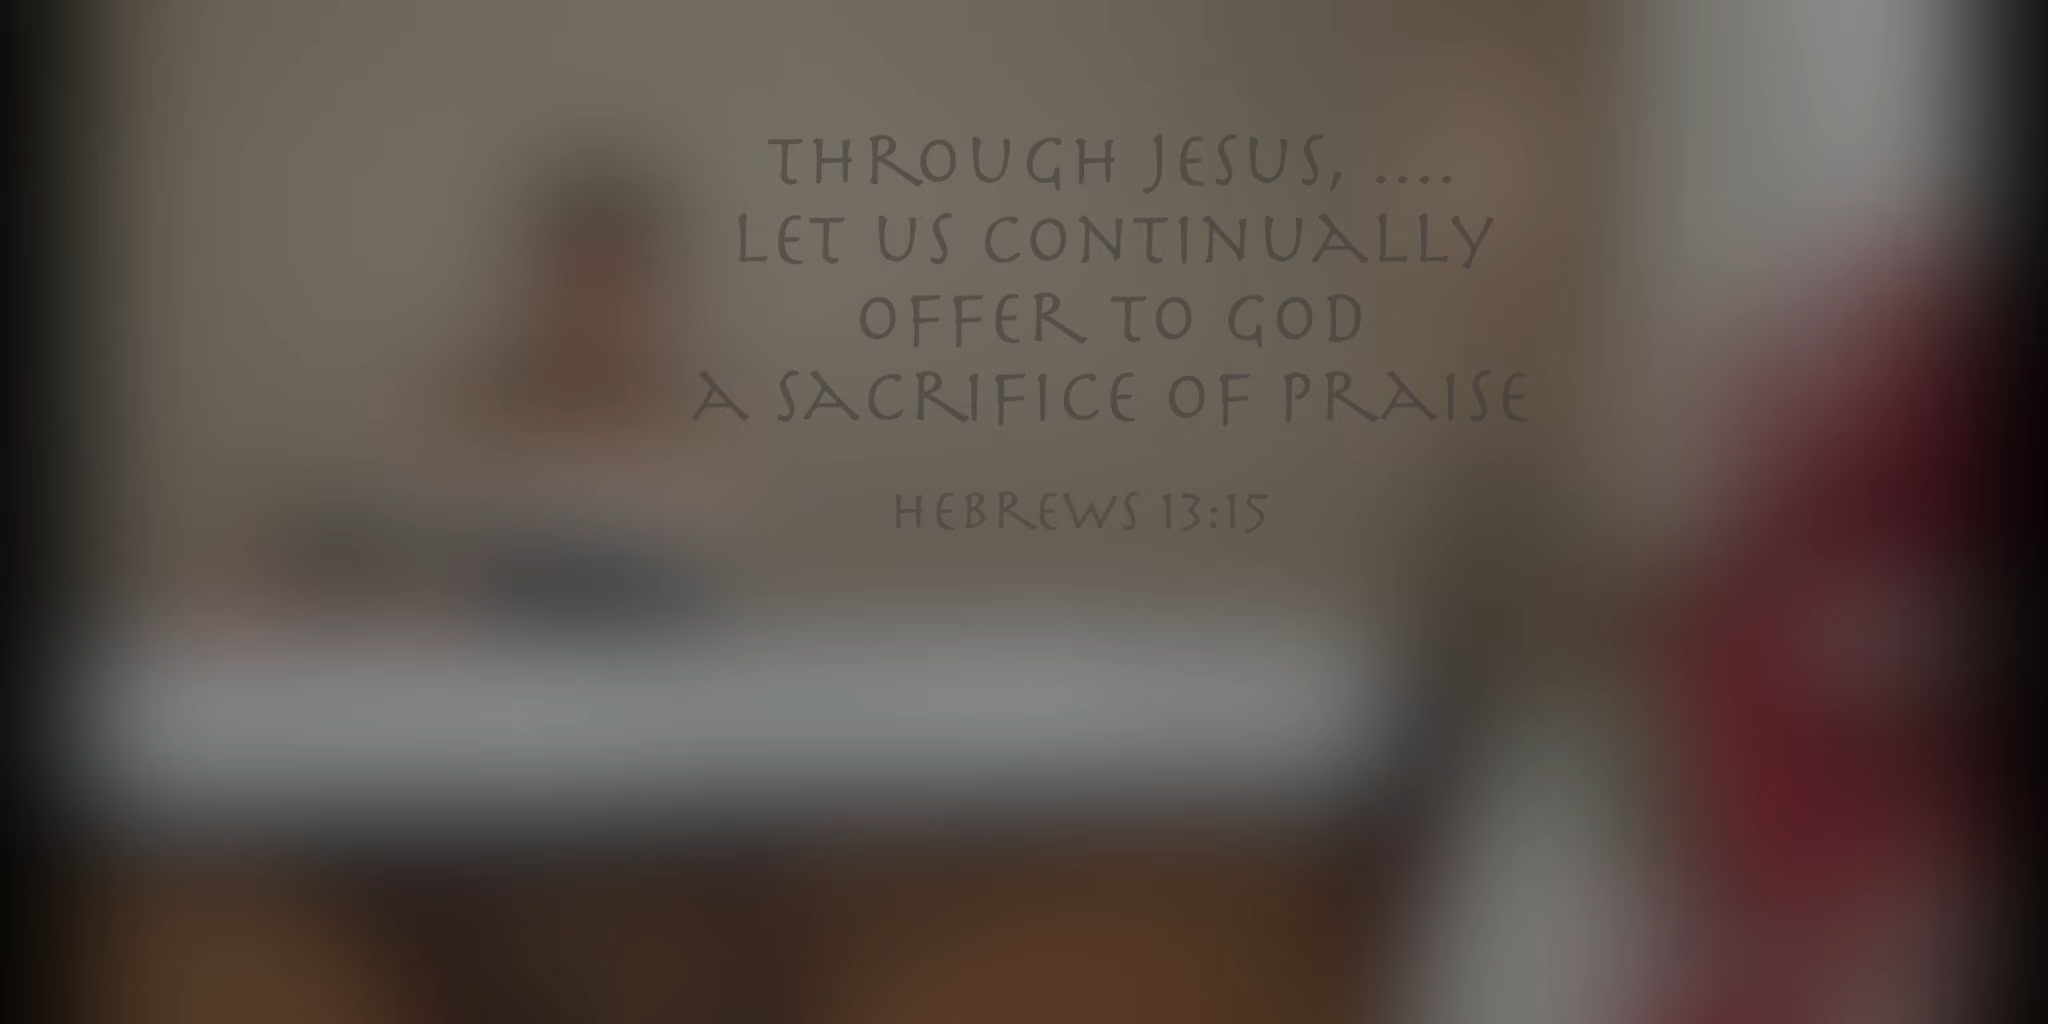 THROUGH JESUS, ....
LET US CONTINUALLY
OFFER TO GOD
A SACRIFICE OF PRAISE
HEBREWS 13:15